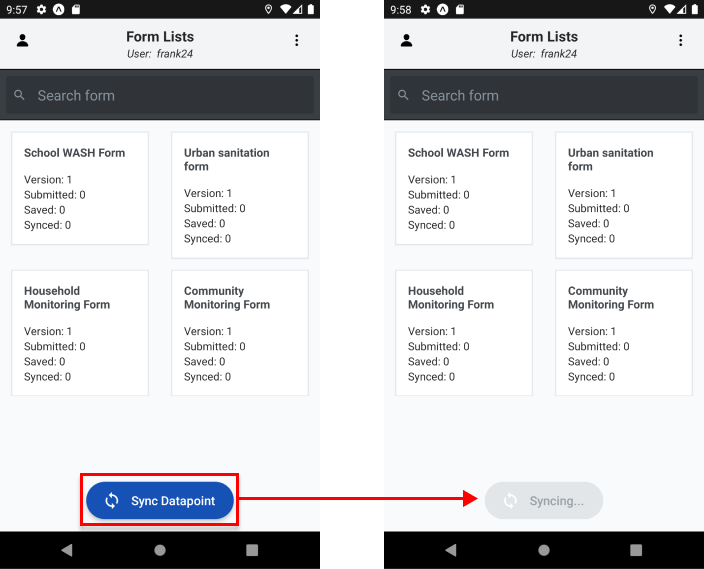 9:57
Form Lists
User: frank24
Search form
School WASH Form
Version: 1
Submitted: 0
Saved: 0
Synced: 0
Urban sanitation
form
Version: 1
Submitted: 0
Saved: 0
Synced: 0
Household
Monitoring Form
Version: 1
Submitted: 0
Saved: 0
Synced: 0
Community
Monitoring Form
Version: 1
Submitted: 0
Saved: 0
Synced: 0
Sync Datapoint
9:58
Form Lists
User: frank24
Search form
School WASH Form
Version: 1
Submitted: 0
Saved: 0
Synced: 0
Urban sanitation
form
Version: 1
Submitted: 0
Saved: 0
Synced: 0
Household
Monitoring Form
Version: 1
Submitted: 0
Saved: 0
Synced: 0
Community
Monitoring Form
Version: 1
Submitted: 0
Saved: 0
Synced: 0
Syncing...